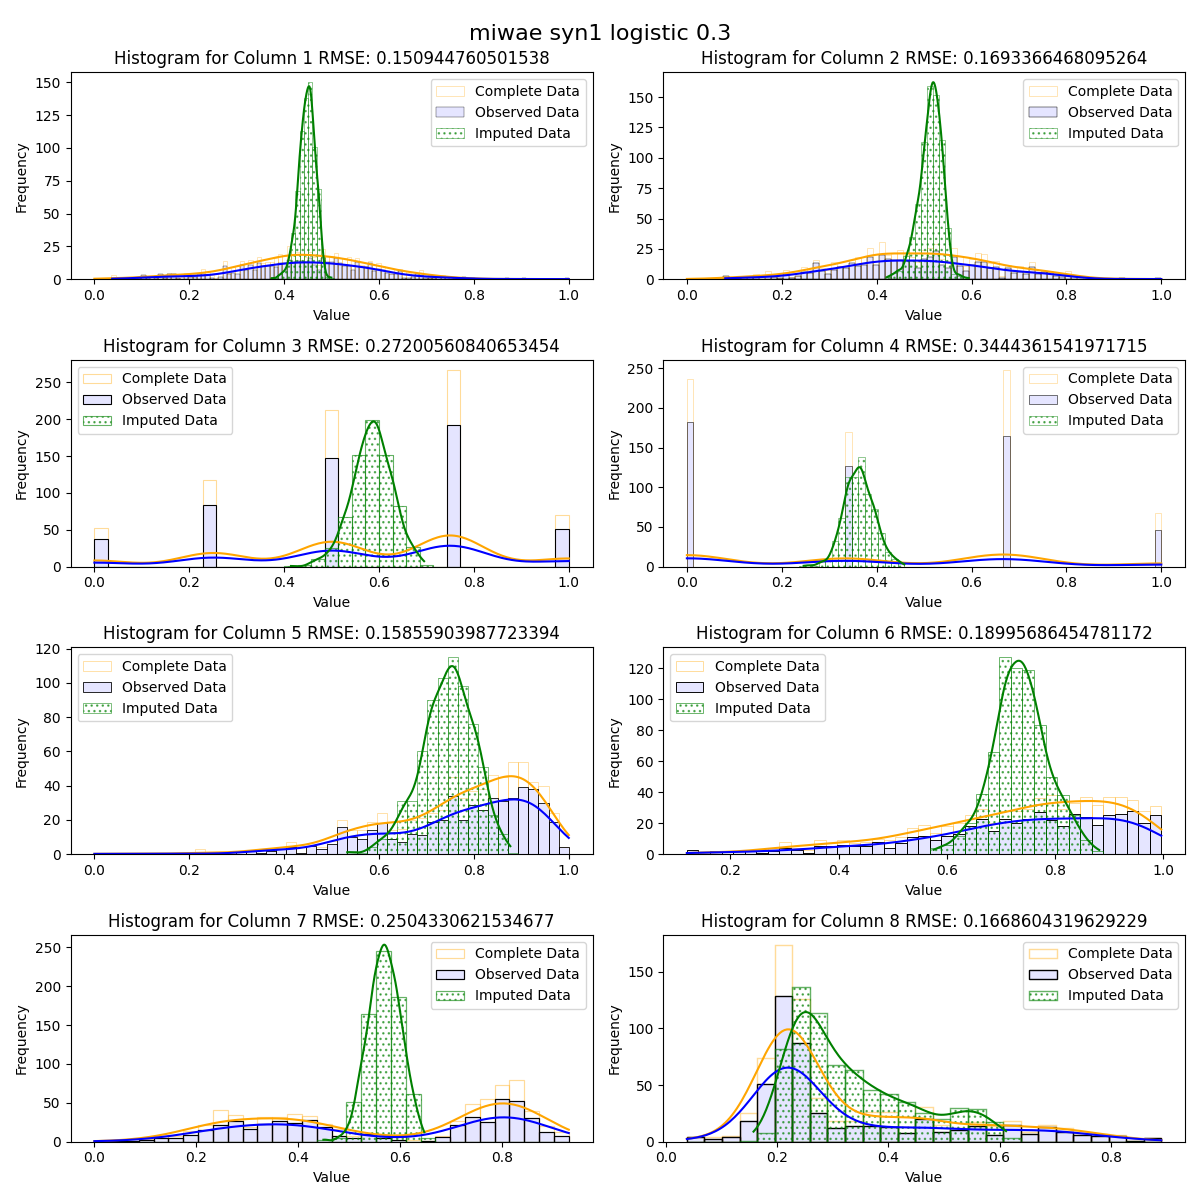 miwae syn1 logistic 0.3
Histogram for Column 1 RMSE: 0.150944760501538
150
125
100
75
50
25
0
Frequency
Complete Data
Observed Data
Imputed Data
0.0 0.2 0.4 0.6 0.8 1.0
Value
Histogram for Column 2 RMSE: 0.1693366468095264
150
125
100
75
50
25
0
Frequency
Complete Data
Observed Data
Imputed Data
0.0 0.2 0.4 0.6 0.8 1.0
Value
Histogram for Column 3 RMSE: 0.27200560840653454
250
200
150
100
50
0
Frequency
Complete Data
Observed Data
Imputed Data
0.0 0.2 0.4 0.6 0.8 1.0
Value
Histogram for Column 4 RMSE: 0.3444361541971715
250
200
150
100
50
0
Frequency
Complete Data
Observed Data
Imputed Data
0.0 0.2 0.4 0.6 0.8 1.0
Value
Histogram for Column 5 RMSE: 0.15855903987723394
120
100
80
60
40
20
0
Frequency
Complete Data
Observed Data
Imputed Data
0.0 0.2 0.4 0.6 0.8 1.0
Value
Histogram for Column 6 RMSE: 0.18995686454781172
120
100
80
60
40
20
0
Frequency
Complete Data
Observed Data
Imputed Data
0.2 0.4 0.6 0.8 1.0
Value
Histogram for Column 7 RMSE: 0.2504330621534677
250
200
150
100
50
0
Frequency
Complete Data
Observed Data
Imputed Data
0.0 0.2 0.4 0.6 0.8
Value
Histogram for Column 8 RMSE: 0.1668604319629229
150
100
50
0
Frequency
Complete Data
Observed Data
Imputed Data
0.0 0.2 0.4 0.6 0.8
Value